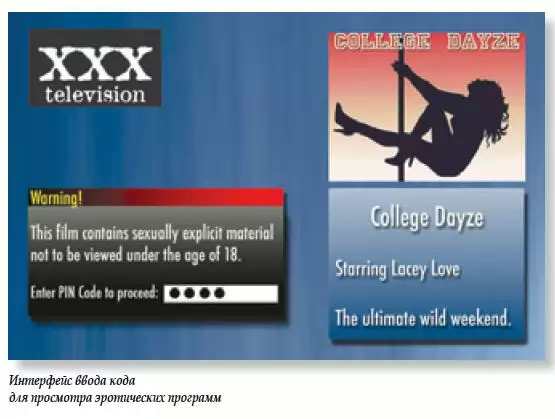 XXX
television
COLLEGE DAYZE
Warning!
This film contains sexually explicit material
not to be viewed under the age of 18.
Enter PIN Code to proceed: ●●●●
College Dayze
Starring Lacey Love
The ultimate wild weekend.
Интерфейс ввода кода
для просмотра эротических программ